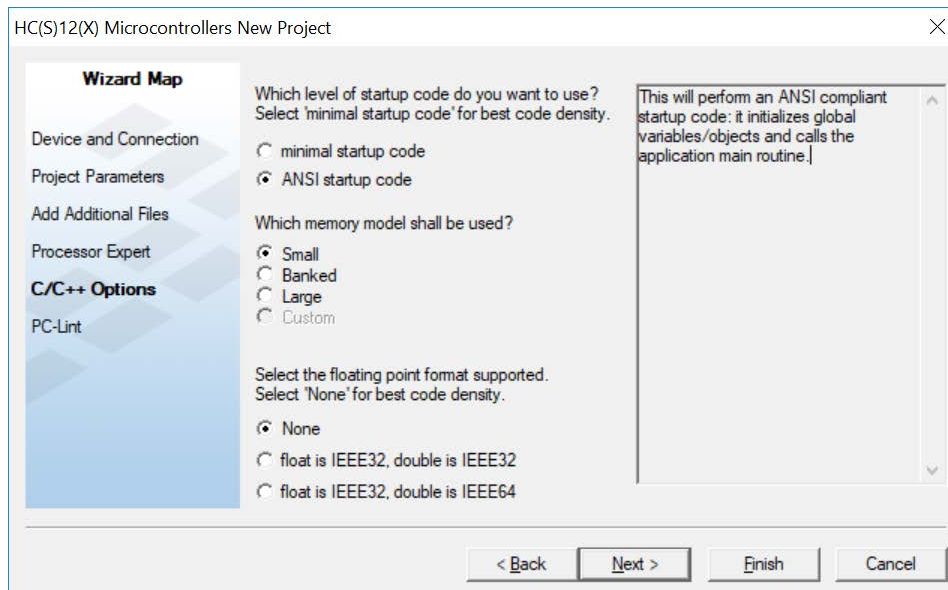 HC(S)12(X) Microcontrollers New Project
Wizard Map
Device and Connection
Project Parameters
Add Additional Files
Processor Expert
C/C++ Options
PC-Lint
Which level of startup code do you want to use?
Select 'minimal startup code' for best code density.
minimal startup code
ANSI startup code
Which memory model shall be used?
Small
Banked
Large
Custom
Select the floating point format supported.
Select 'None' for best code density.
None
float is IEEE32, double is IEEE32
float is IEEE32, double is IEEE64
This will perform an ANSI compliant
startup code: it initializes global
variables/objects and calls the
application main routine.
< Back
Next >
Finish
Cancel